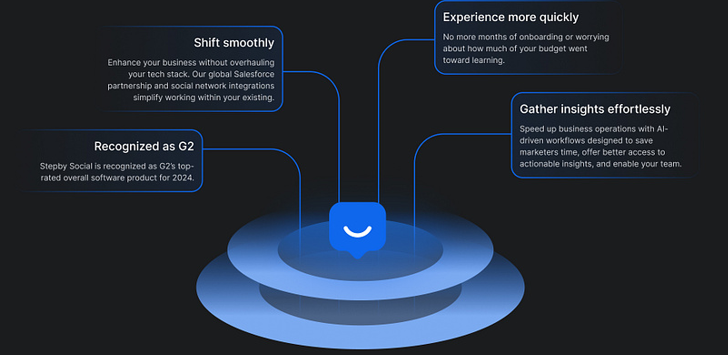 Shift smoothly
Enhance your business without overhauling
your tech stack. Our global Salesforce
partnership and social network integrations
simplify working within your existing.
Experience more quickly
No more months of onboarding or worrying
about how much of your budget went
toward learning.
Recognized as G2
Stepby Social is recognized as G2's top-
rated overall software product for 2024.
Gather insights effortlessly
Speed up business operations with AI-
driven workflows designed to save
marketers time, offer better access to
actionable insights, and enable your team.